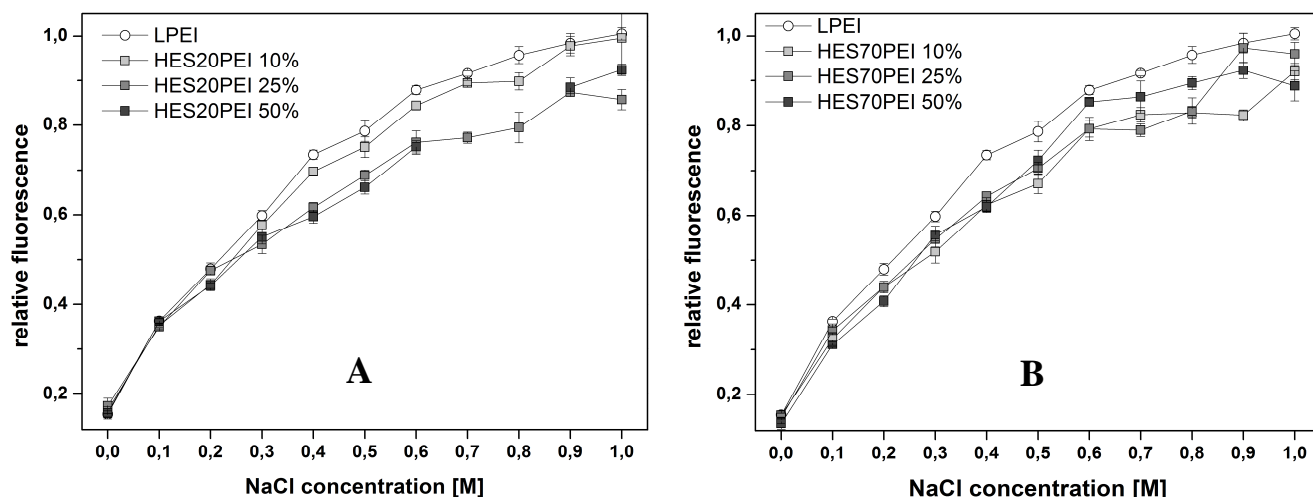 relative fluorescence
1,0
0,8
0,6
0,4
0,2
LPEI
HES20PEI 10%
HES20PEI 25%
HES20PEI 50%
A
0,0 0,1 0,2 0,3 0,4 0,5 0,6 0,7 0,8 0,9 1,0
NaCl concentration [M]
relative fluorescence
1,0
0,8
0,6
0,4
0,2
LPEI
HES70PEI 10%
HES70PEI 25%
HES70PEI 50%
B
0,0 0,1 0,2 0,3 0,4 0,5 0,6 0,7 0,8 0,9 1,0
NaCl concentration [M]